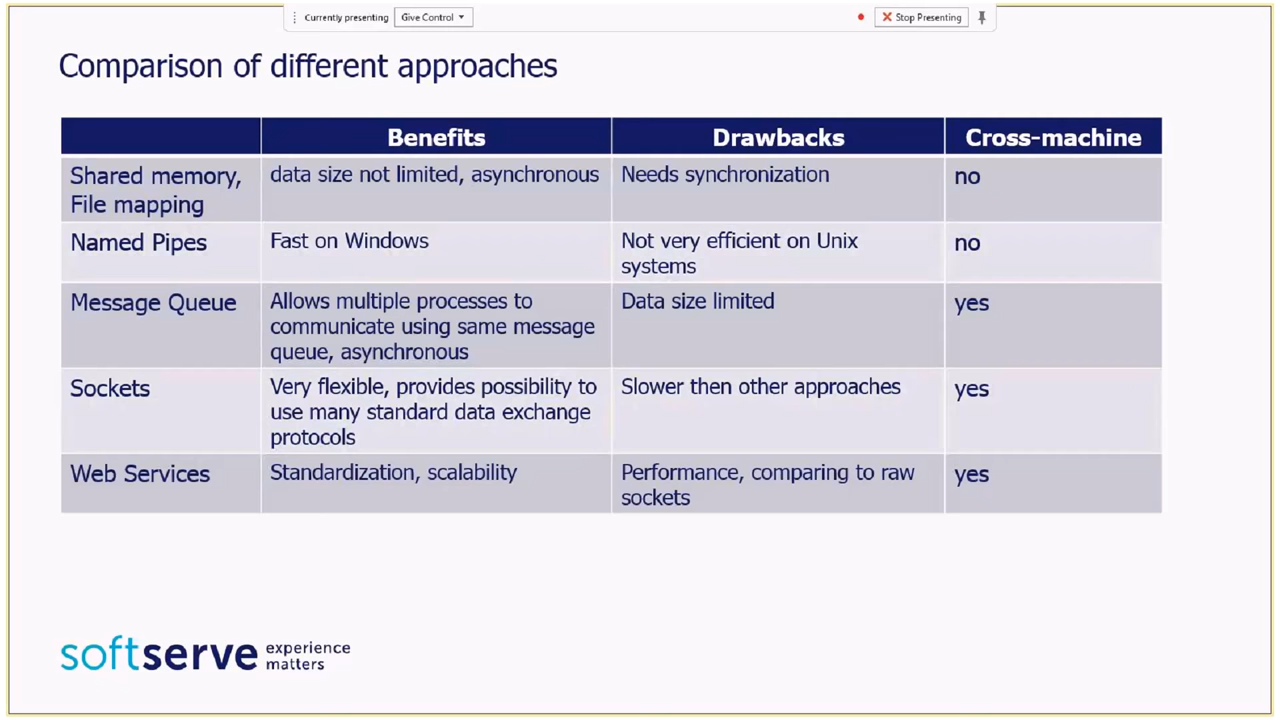 Currently presenting
Give Control
Stop Presenting
Comparison of different approaches
Benefits
Drawbacks
Cross-machine
Shared memory,
File mapping
data size not limited, asynchronous
Needs synchronization
no
Named Pipes
Fast on Windows
Not very efficient on Unix
systems
no
Message Queue
Allows multiple processes to
communicate using same message
queue, asynchronous
Data size limited
yes
Sockets
Very flexible, provides possibility to
use many standard data exchange
protocols
Slower then other approaches
yes
Web Services
Standardization, scalability
Performance, comparing to raw
sockets
yes
softserve
experience
matters